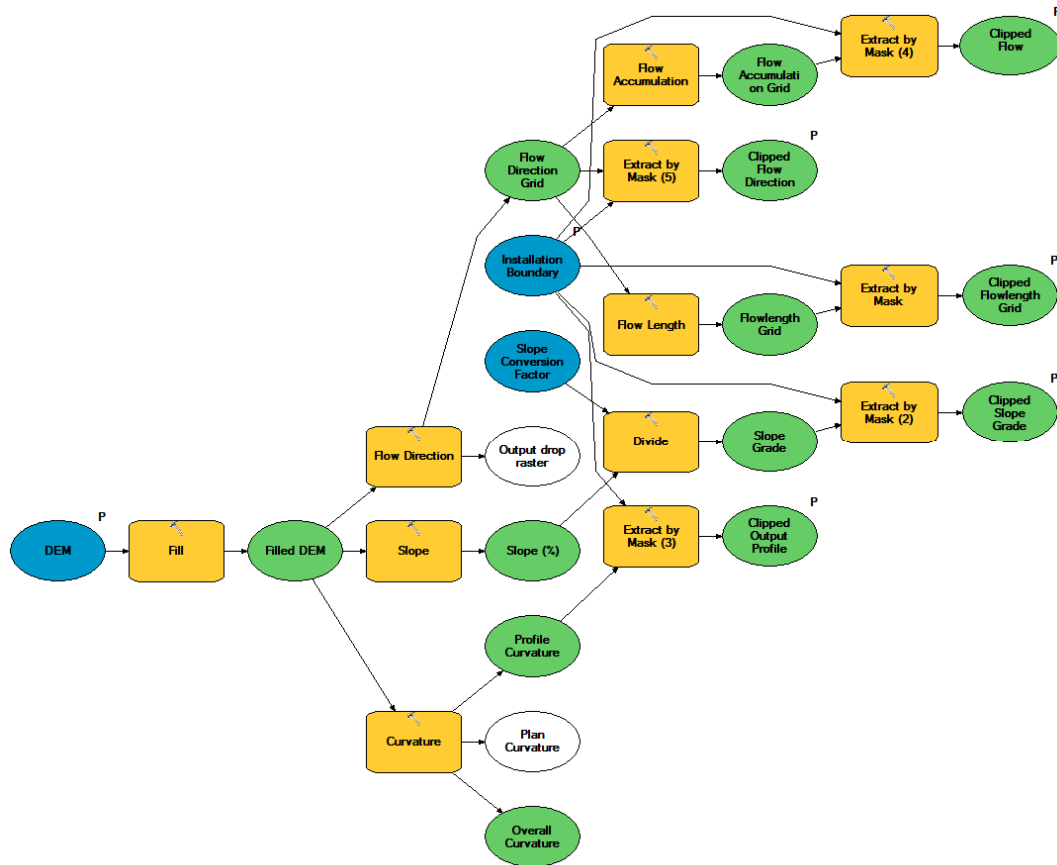 P
Flow
Accumulation
Flow
Accumulati
on Grid
Extract by
Mask (4)
Clipped
Flow
P
Flow
Direction
Grid
Extract by
Mask (5)
Clipped
Flow
Direction
P
Installation
Boundary
P
Extract by
Mask
Clipped
Flowlength
Grid
Flow Length
Flowlength
Grid
Slope
Conversion
Factor
P
Extract by
Mask (2)
Clipped
Slope
Grade
Divide
Slope
Grade
Flow Direction
Output drop
raster
P
P
DEM
Fill
Filled DEM
Slope
Slope (%)
Extract by
Mask (3)
Clipped
Output
Profile
Profile
Curvature
Curvature
Plan
Curvature
Overall
Curvature